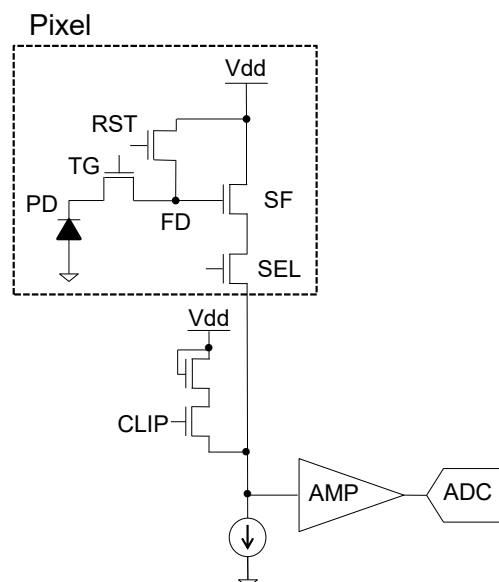 Pixel
Vdd
RST
TG
PD
SF
FD
SEL
Vdd
CLIP
AMP
ADC